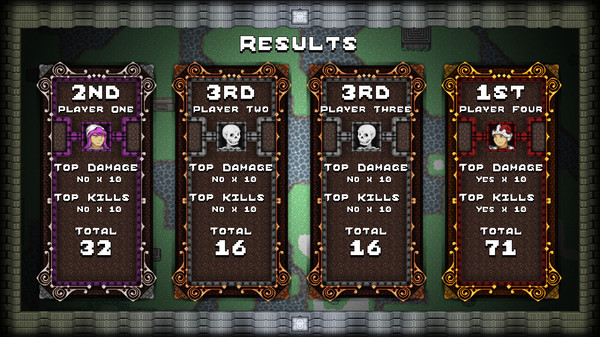 Results
2nd
Player One
Top Damage
No x 10
Top Kills
No x 10
Total
32
3rd
Player Two
Top Damage
No x 10
Top Kills
No x 10
Total
16
3rd
Player Three
Top Damage
No x 10
Top Kills
No x 10
Total
16
1st
Player Four
Top Damage
Yes x 10
Top Kills
Yes x 10
Total
71